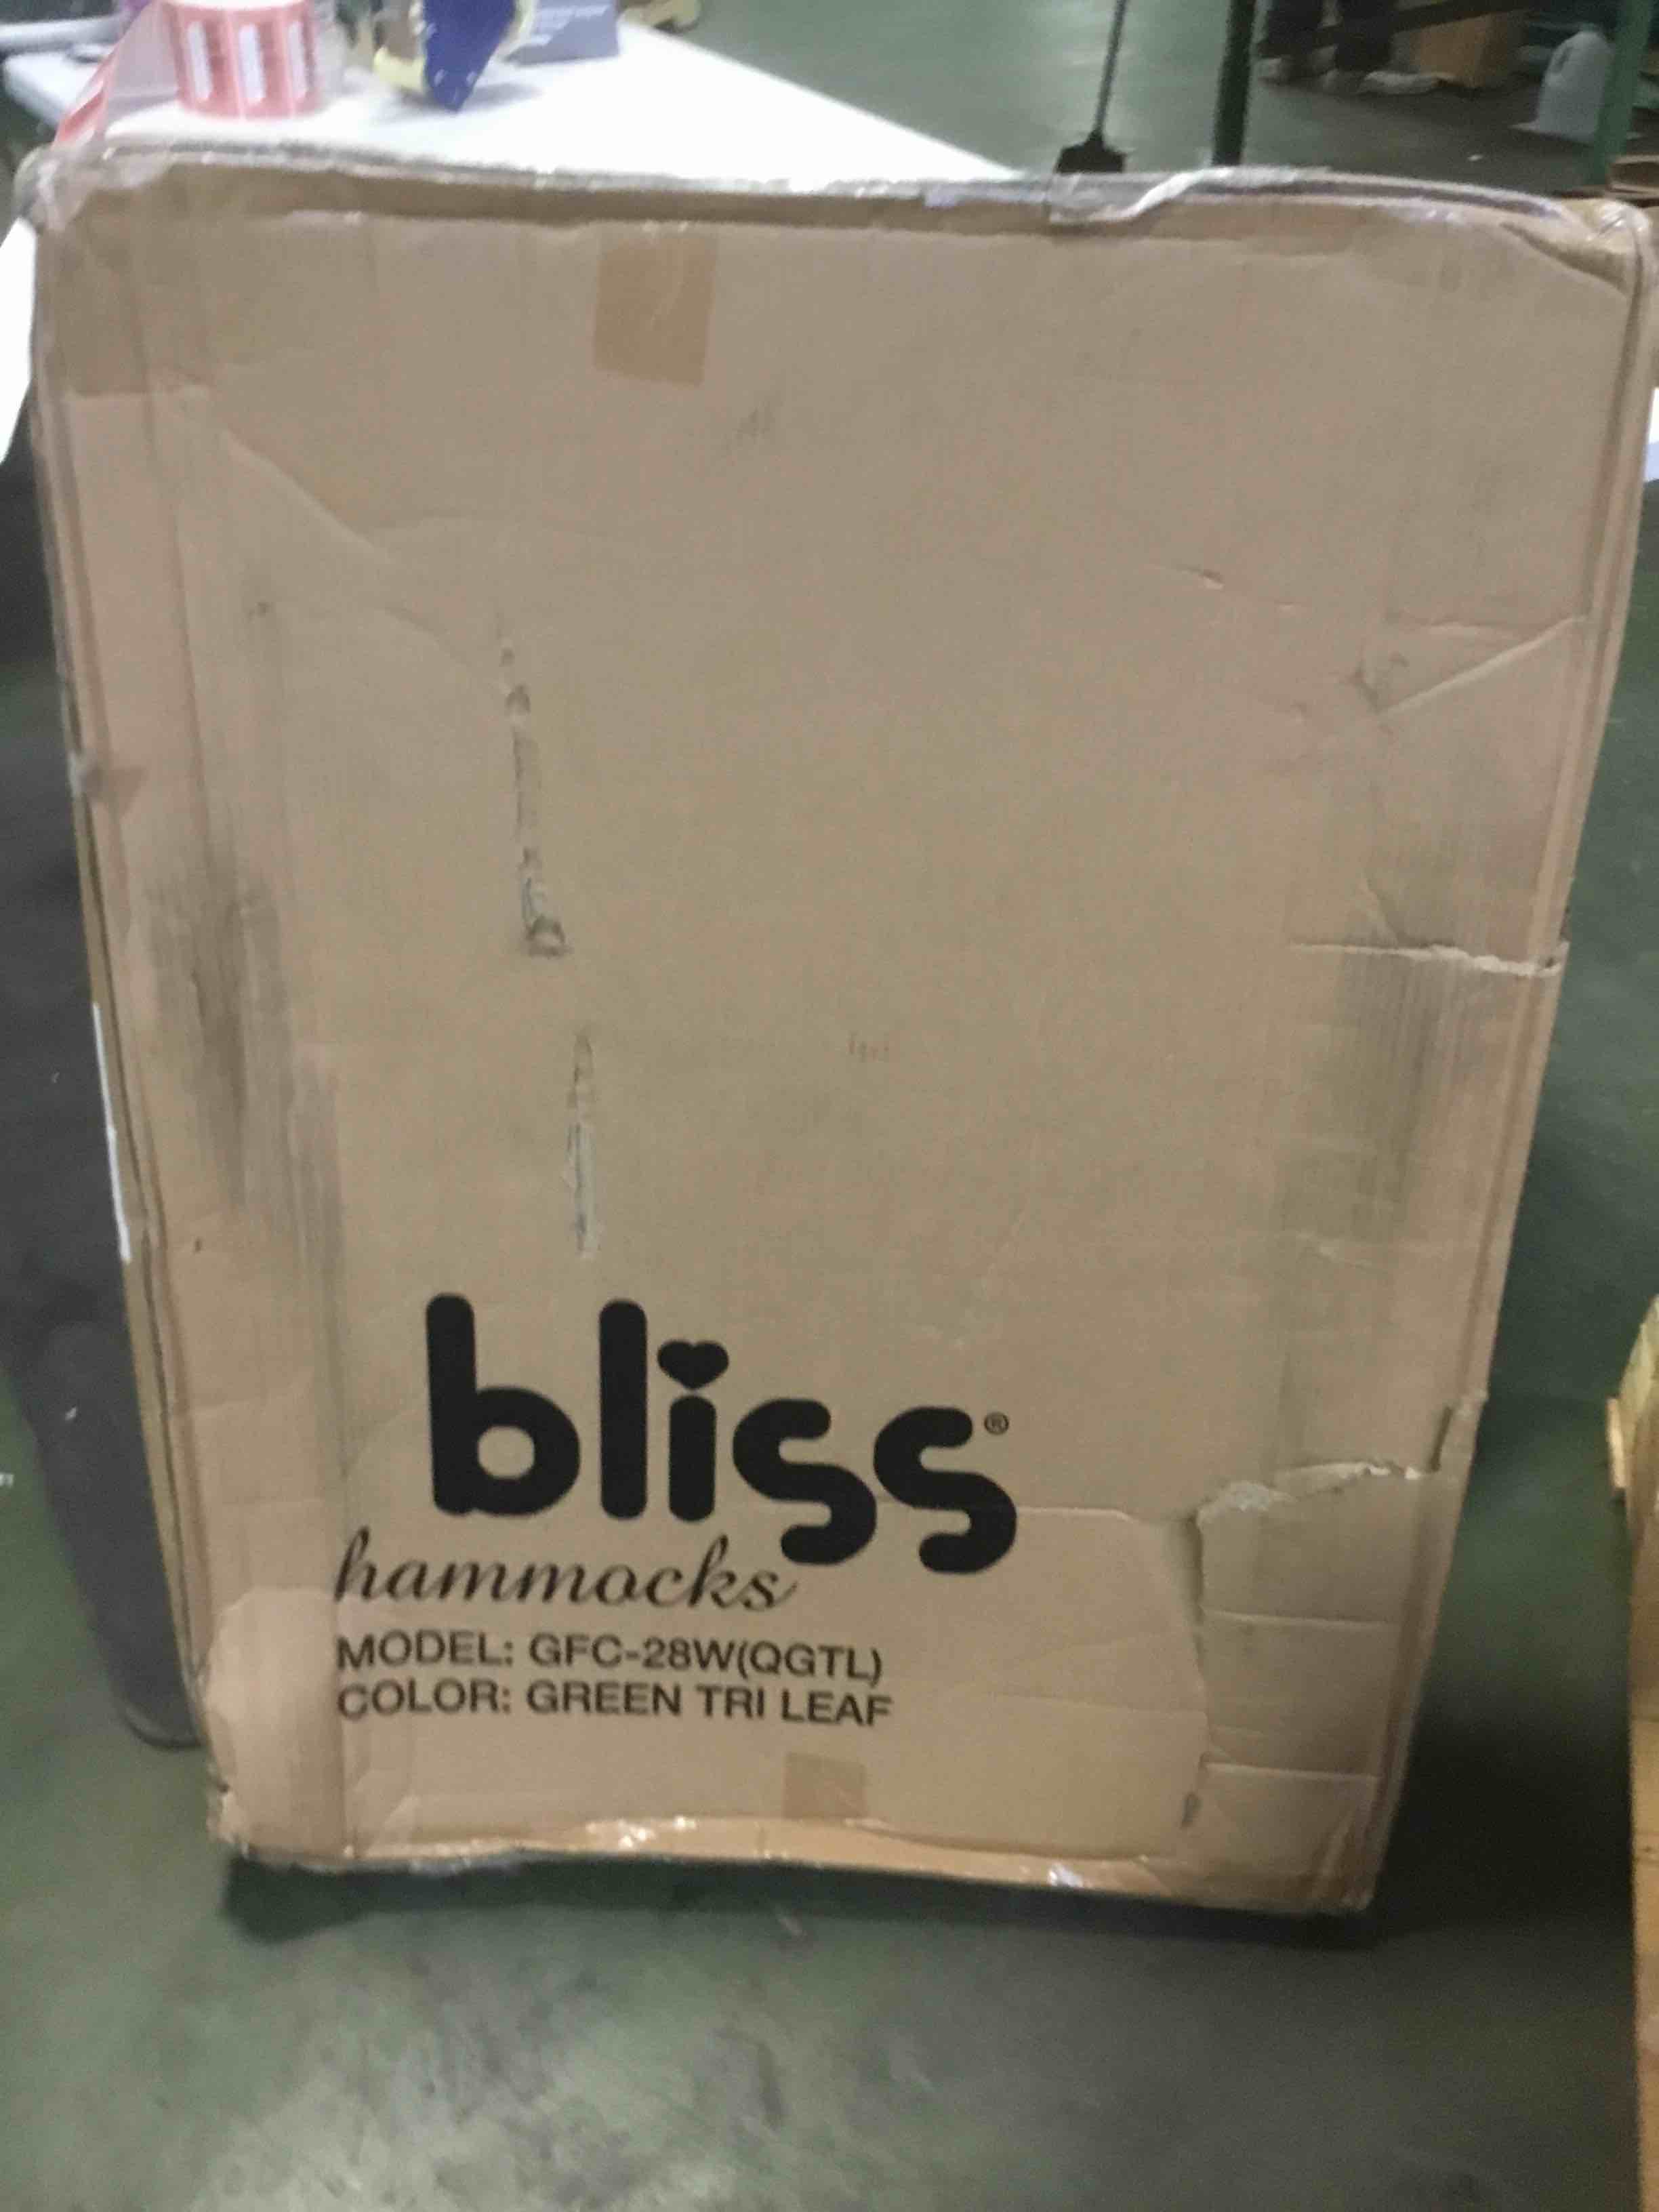 bliss®
hammocks
MODEL: GFC-28W(QGTL)
COLOR: GREEN TRI LEAF